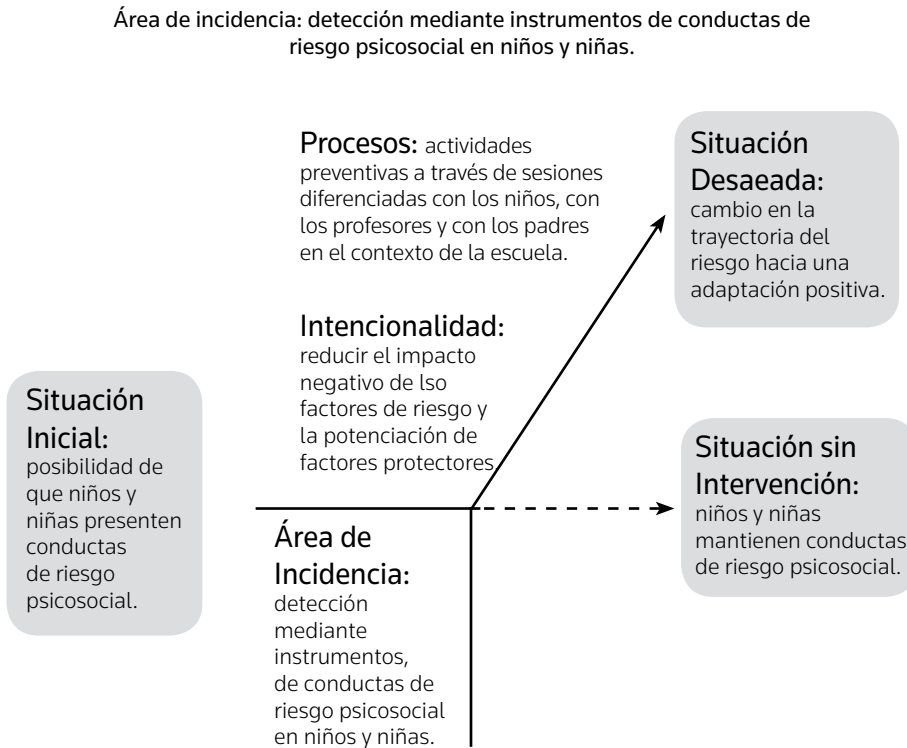 Área de incidencia: detección mediante instrumentos de conductas de
riesgo psicosocial en niños y niñas.
Procesos: actividades
preventivas a través de sesiones
diferenciadas con los niños, con
los profesores y con los padres
en el contexto de la escuela.
Situación
Desaeada:
cambio en la
trayectoria del
riesgo hacia una
adaptación positiva.
Intencionalidad:
reducir el impacto
negativo de lso
factores de riesgo y
la potenciación de
factores protectores.
Situación
Inicial:
posibilidad de
que niños y
niñas presenten
conductas
de riesgo
psicosocial.
Situación sin
Intervención:
niños y niñas
mantienen conductas
de riesgo psicosocial.
Área de
Incidencia:
detección
mediante
instrumentos,
de conductas de
riesgo psicosocial
en niños y niñas.